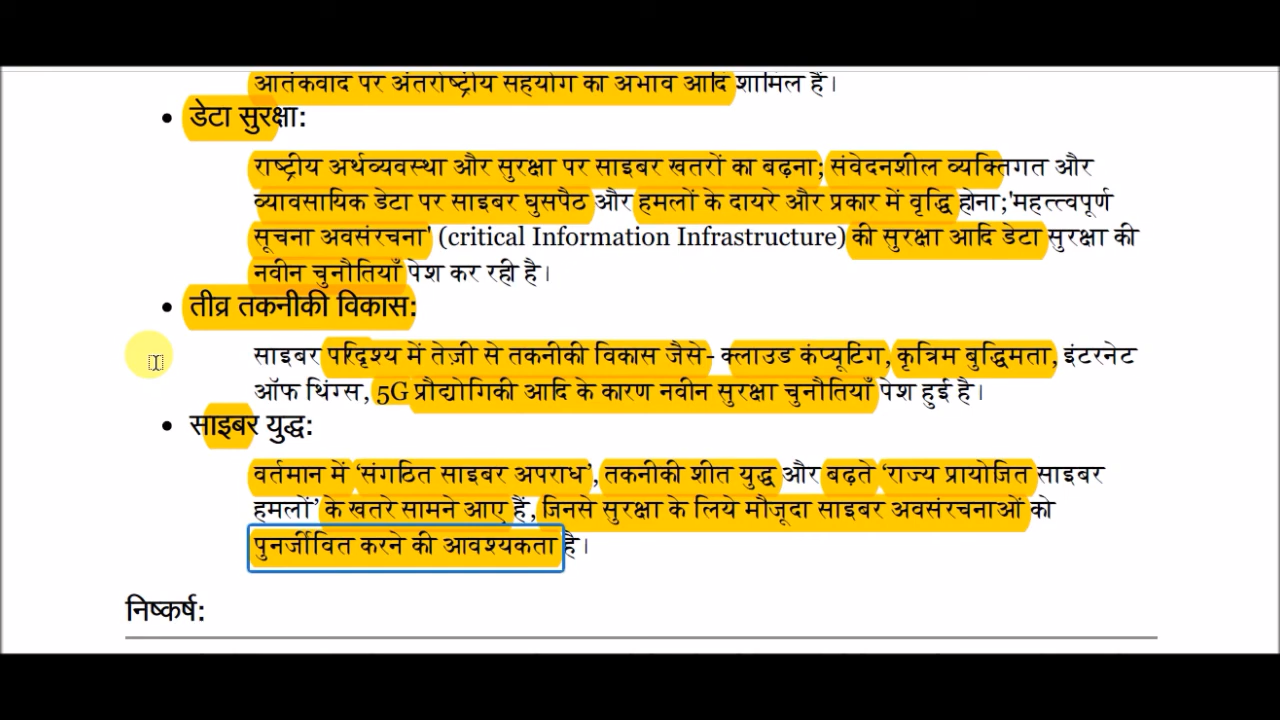 आतंकवाद पर अंतर्राष्ट्रीय सहयोग का अभाव आदि शामिल हैं।
डेटा सुरक्षा:
राष्ट्रीय अर्थव्यवस्था और सुरक्षा पर साइबर खतरों का बढ़ना; संवेदनशील व्यक्तिगत और
व्यावसायिक डेटा पर साइबर घुसपैठ और हमलों के दायरे और प्रकार में वृद्धि होना;'महत्त्वपूर्ण
सूचना अवसंरचना' (critical Information Infrastructure) की सुरक्षा आदि डेटा सुरक्षा की
नवीन चुनौतियाँ पेश कर रही है।
तीव्र तकनीकी विकास:
साइबर परिदृश्य में तेज़ी से तकनीकी विकास जैसे- क्लाउड कंप्यूटिंग, कृत्रिम बुद्धिमता, इंटरनेट
ऑफ थिंग्स, 5G प्रौद्योगिकी आदि के कारण नवीन सुरक्षा चुनौतियाँ पेश हुई है।
साइबर युद्ध:
वर्तमान में ‘संगठित साइबर अपराध’, तकनीकी शीत युद्ध और बढ़ते ‘राज्य प्रायोजित साइबर
हमलों’ के खतरे सामने आए हैं, जिनसे सुरक्षा के लिये मौजूदा साइबर अवसंरचनाओं को
पुनर्जीवित करने की आवश्यकता है।
निष्कर्ष: